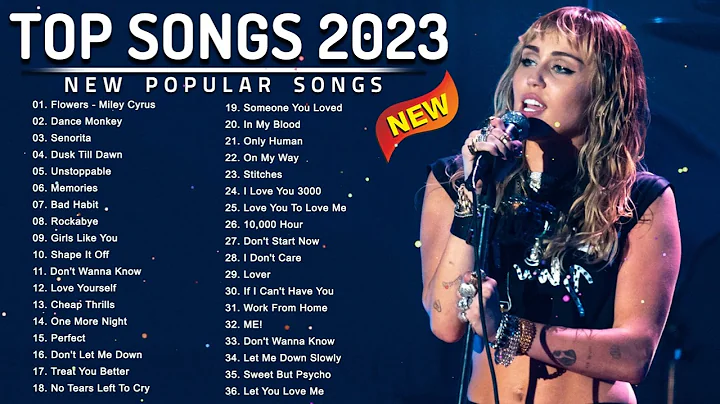 TOP SONGS 2023
NEW POPULAR SONGS
NEW
01. Flowers - Miley Cyrus
02. Dance Monkey
03. Senorita
04. Dusk Till Dawn
05. Unstoppable
06. Memories
07. Bad Habit
08. Rockabye
09. Girls Like You
10. Shape It Off
11. Don't Wanna Know
12. Love Yourself
13. Cheap Thrills
14. One More Night
15. Perfect
16. Don't Let Me Down
17. Treat You Better
18. No Tears Left To Cry
19. Someone You Loved
20. In My Blood
21. Only Human
22. On My Way
23. Stitches
24. I Love You 3000
25. Love You To Love Me
26. 10,000 Hour
27. Don't Start Now
28. I Don't Care
29. Lover
30. If I Can't Have You
31. Work From Home
32. ME!
33. Don't Wanna Know
34. Let Me Down Slowly
35. Sweet But Psycho
36. Let You Love Me